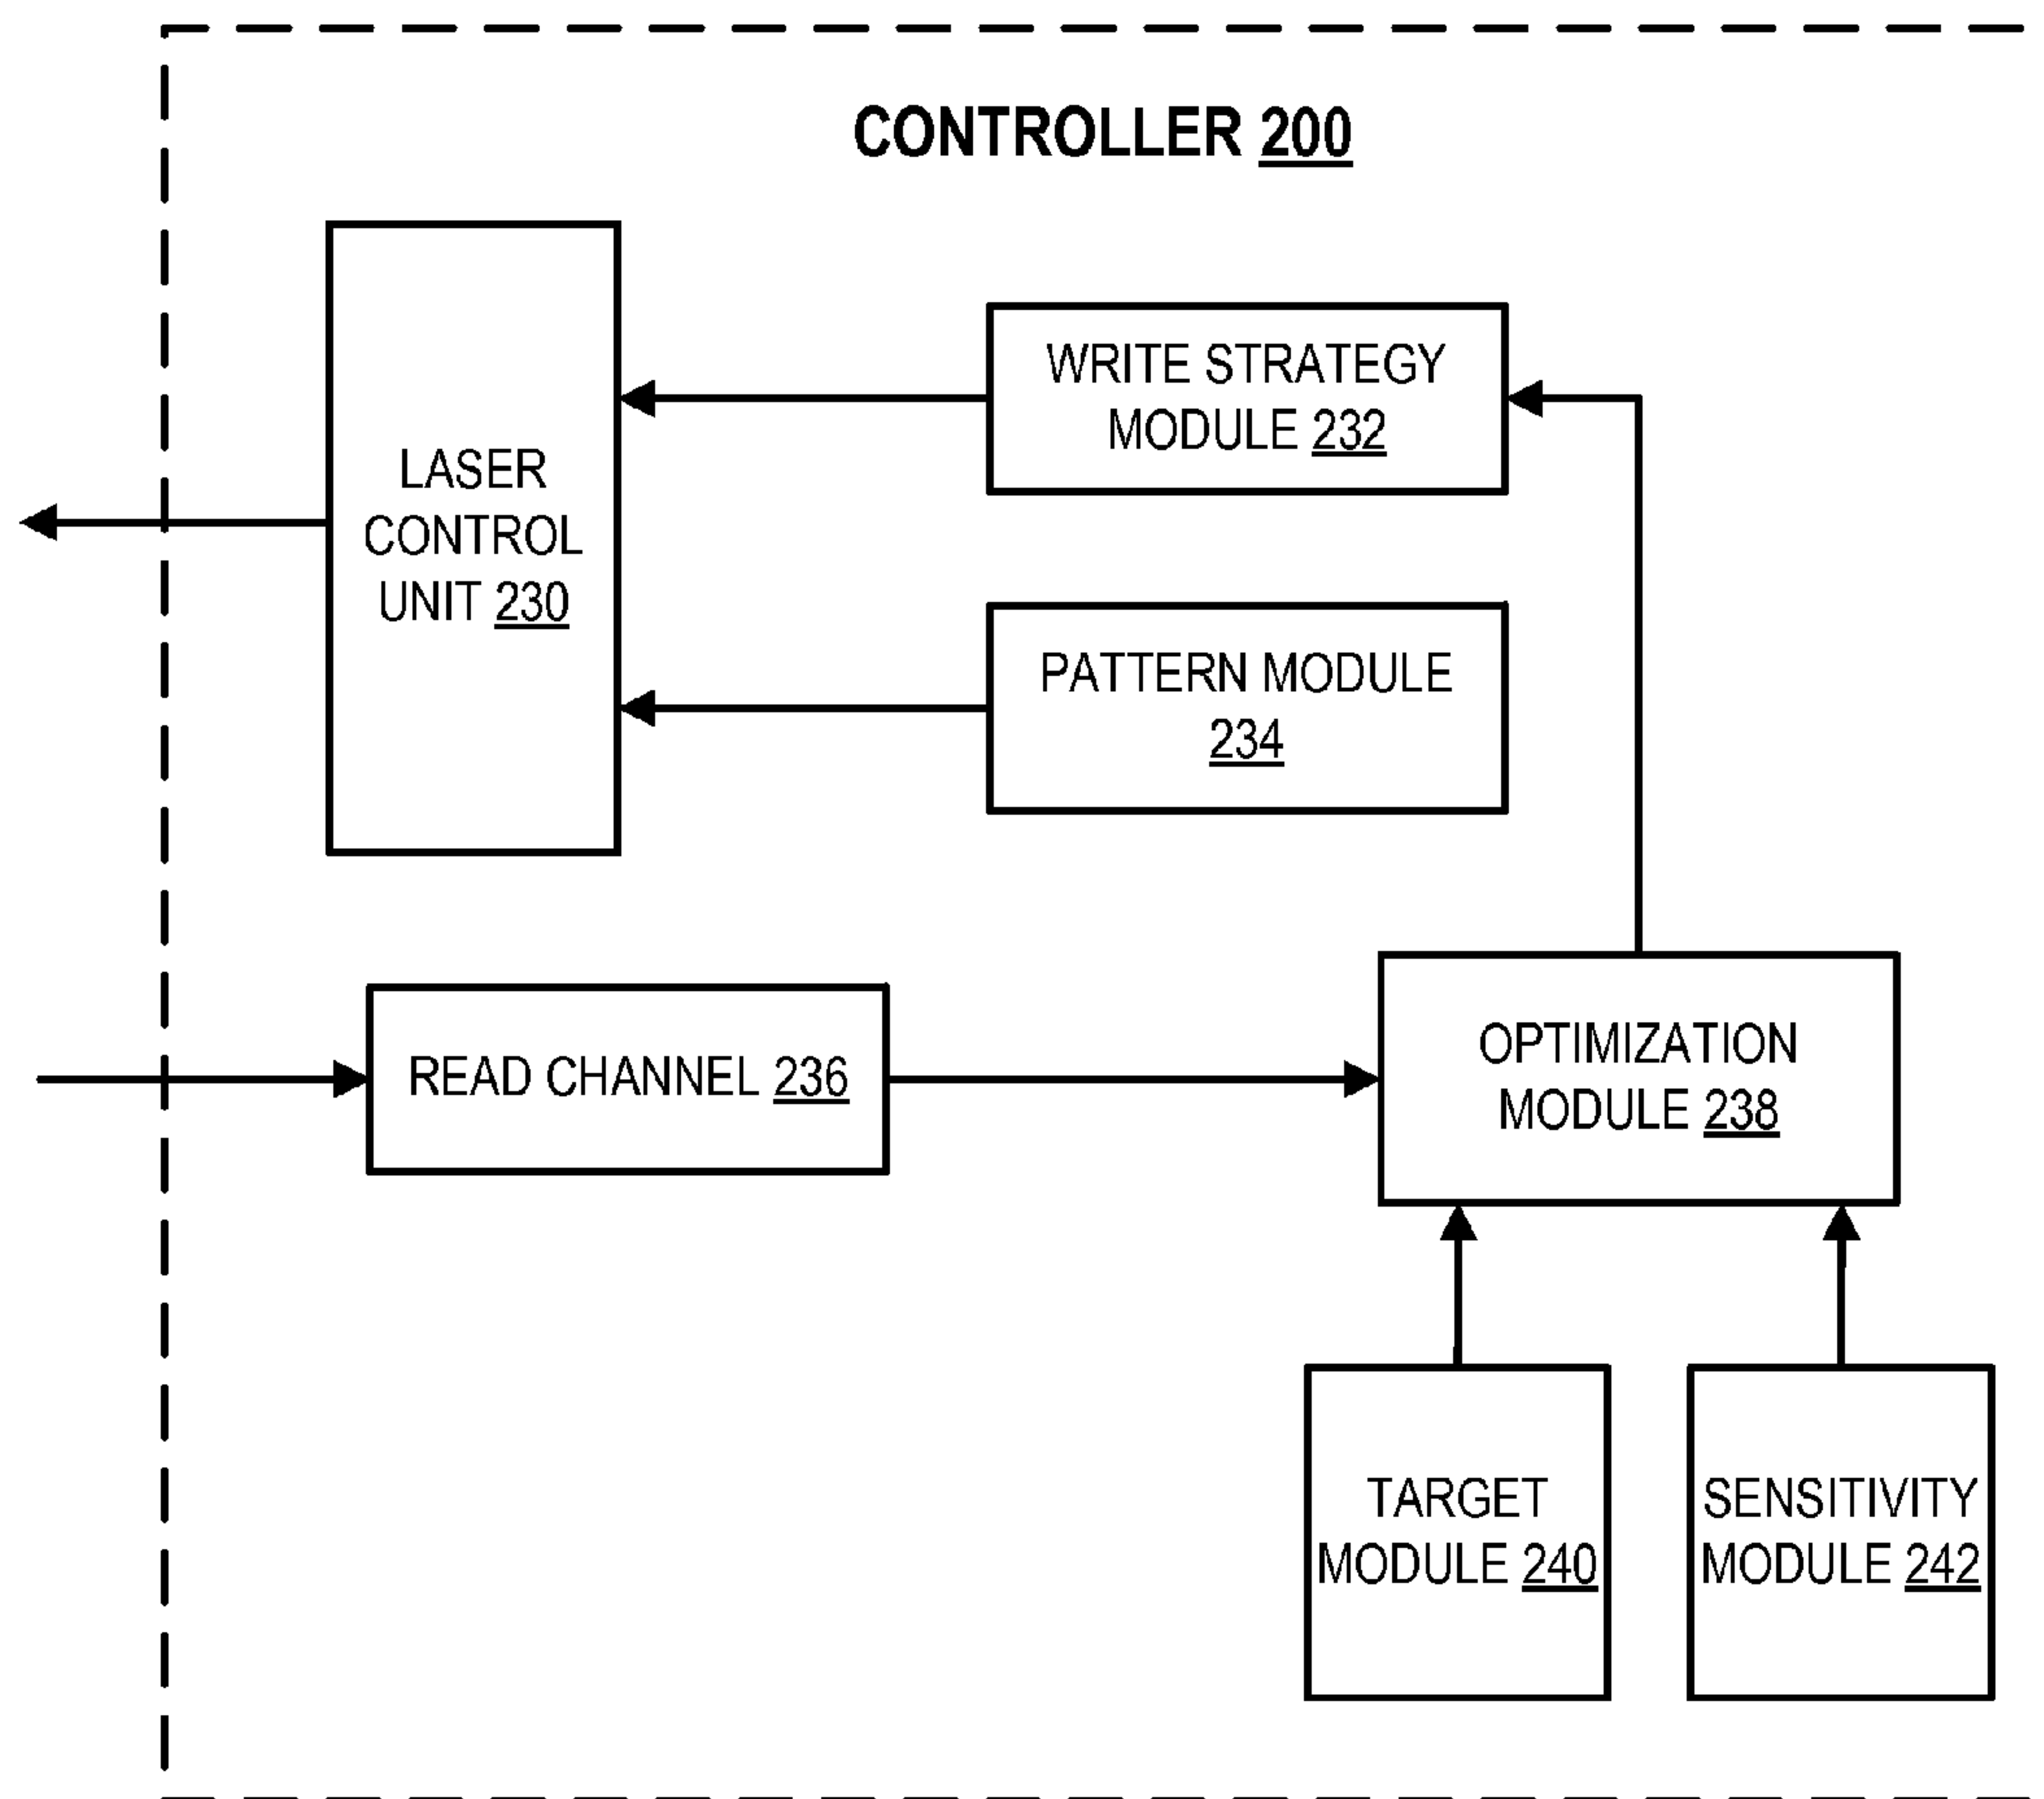 CONTROLLER 200
LASER
CONTROL
UNIT 230
WRITE STRATEGY
MODULE 232
PATTERN MODULE
234
READ CHANNEL 236
OPTIMIZATION
MODULE 238
TARGET
MODULE 240
SENSITIVITY
MODULE 242